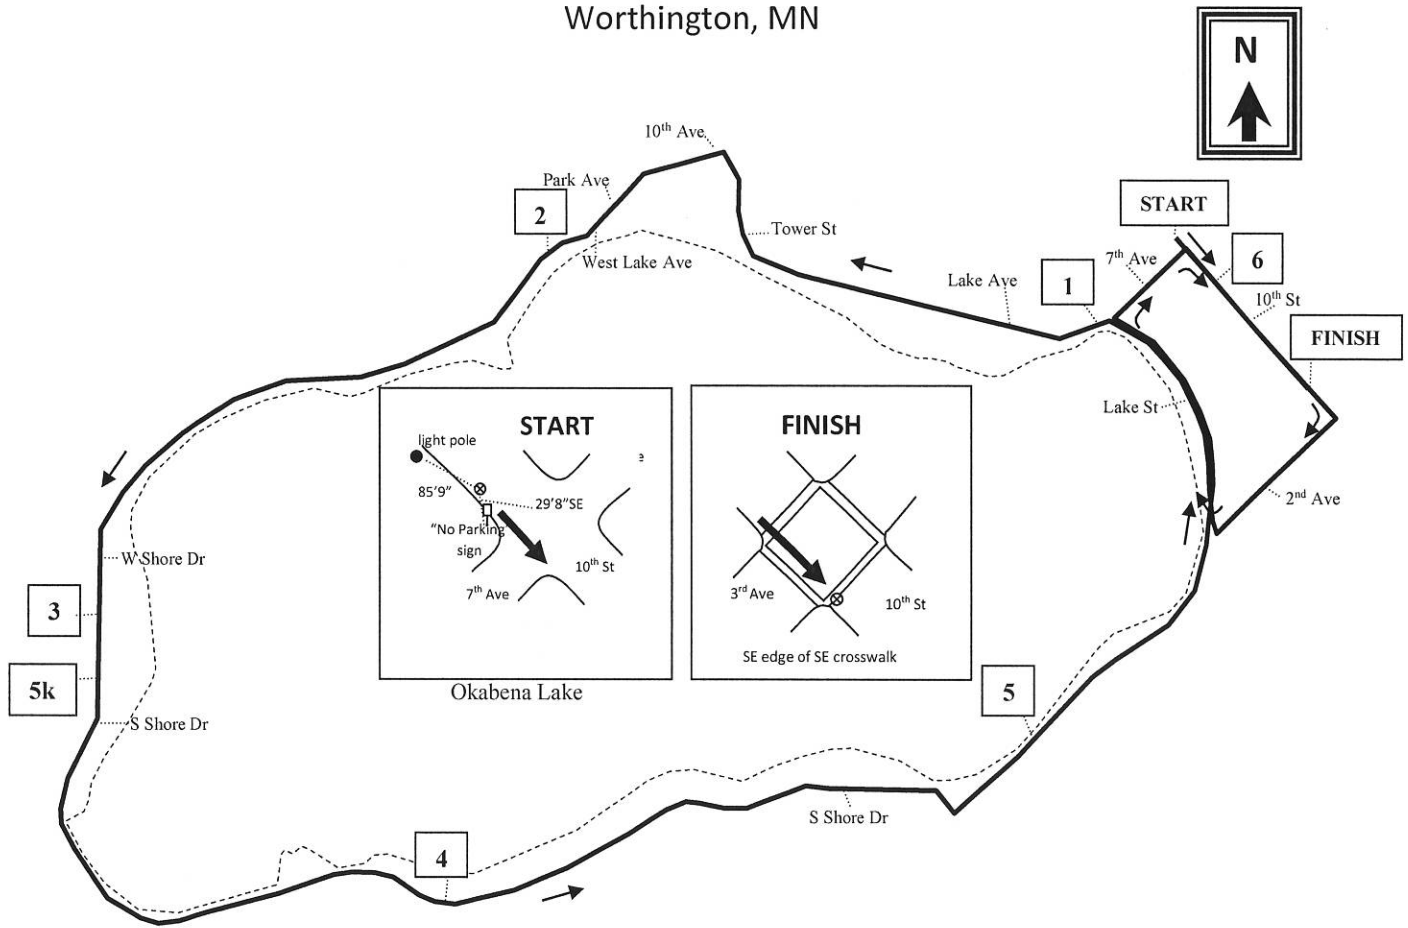 Worthington, MN
N
10th Ave
Park Ave
START
2
Tower St
7th Ave
6
West Lake Ave
Lake Ave
1
10th St
FINISH
Lake St
START
light pole
85'9"
29'8"SE
"No Parking
sign
10th St
7th Ave
FINISH
3rd Ave
10th St
SE edge of SE crosswalk
2nd Ave
W Shore Dr
3
5k
Okabena Lake
5
S Shore Dr
S Shore Dr
4